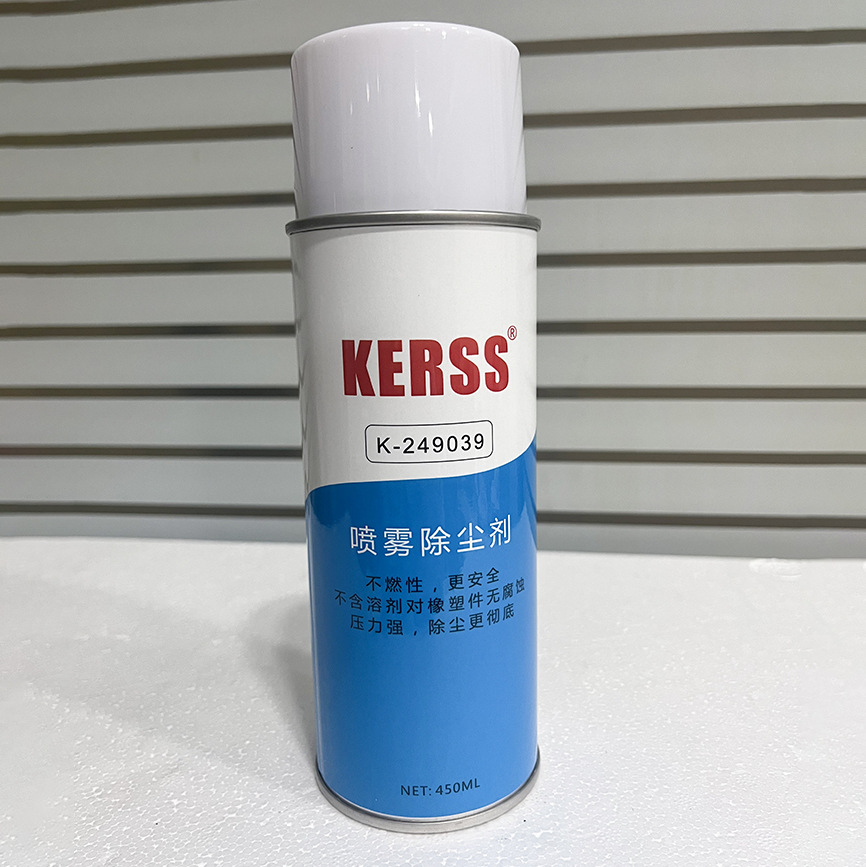 KERSS®
K-249039
喷雾除尘剂
不燃性，更安全
不含溶剂对橡塑件无腐蚀
压力强，除尘更彻底
NET: 450ML